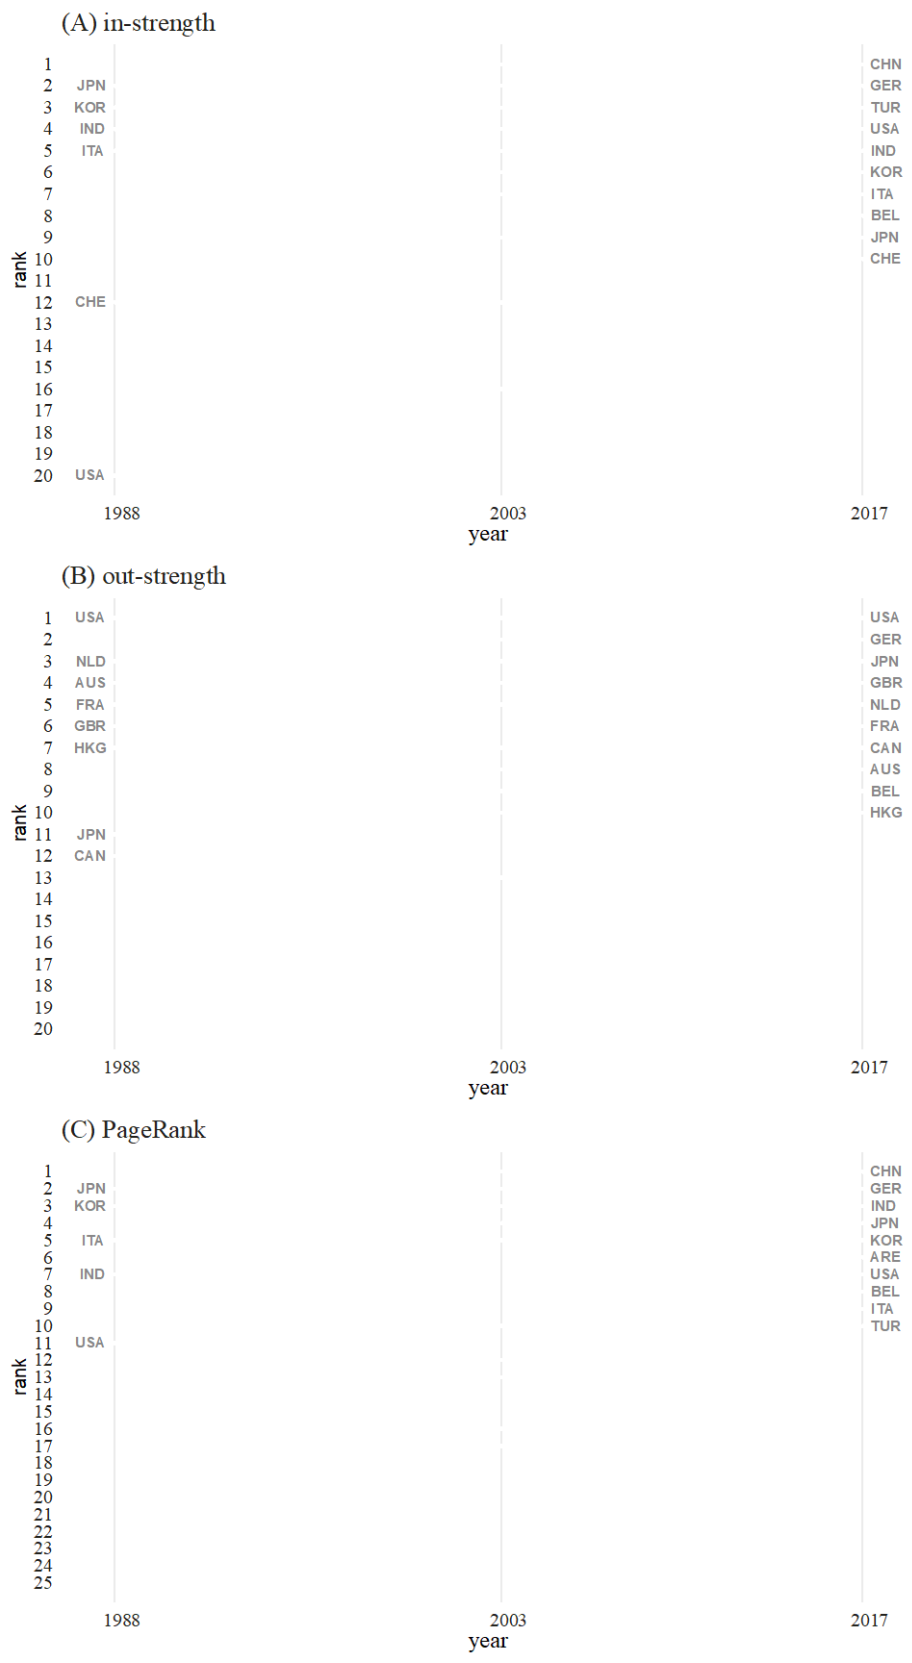 (A) in-strength
1 CHN
2 JPN GER
3 KOR TUR
4 IND USA
5 ITA IND
6 KOR
7 ITA
8 BEL
9 JPN
rank
10 CHE
11
12 CHE
13
14
15
16
17
18
19
20 USA
1988 2003 2017
year
(B) out-strength
1 USA USA
2 GER
3 NLD JPN
4 AUS GBR
5 FRA NLD
6 GBR FRA
7 HKG CAN
8 AUS
9 BEL
rank
10 HKG
11 JPN
12 CAN
13
14
15
16
17
18
19
20
1988 2003 2017
year
(C) PageRank
1 CHN
2 JPN GER
3 KOR IND
4 JPN
5 ITA KOR
6 ARE
7 IND USA
8 BEL
9 ITA
10 TUR
11 USA
12
rank
13
14
15
16
17
18
19
20
21
22
23
24
25
1988 2003 2017
year